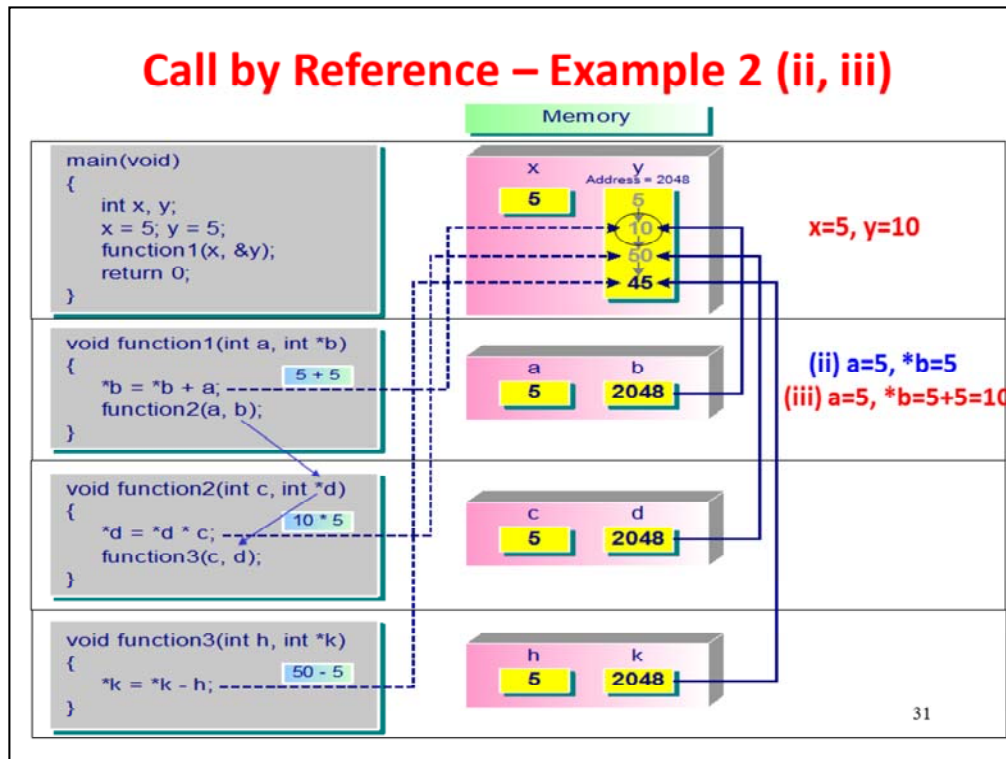 Call by Reference – Example 2 (ii, iii)
Memory
main(void)
{
int x, y;
x = 5; y = 5;
function1(x, &y);
return 0;
}
x y
Address = 2048
5 5
10
50
45
x=5, y=10
void function1(int a, int *b)
{
*b = *b + a;
5 + 5
function2(a, b);
}
a b
5 2048
(ii) a=5, *b=5
(iii) a=5, *b=5+5=10
void function2(int c, int *d)
{
*d = *d * c;
10 * 5
function3(c, d);
}
c d
5 2048
void function3(int h, int *k)
{
*k = *k - h;
50 - 5
}
h k
5 2048
31